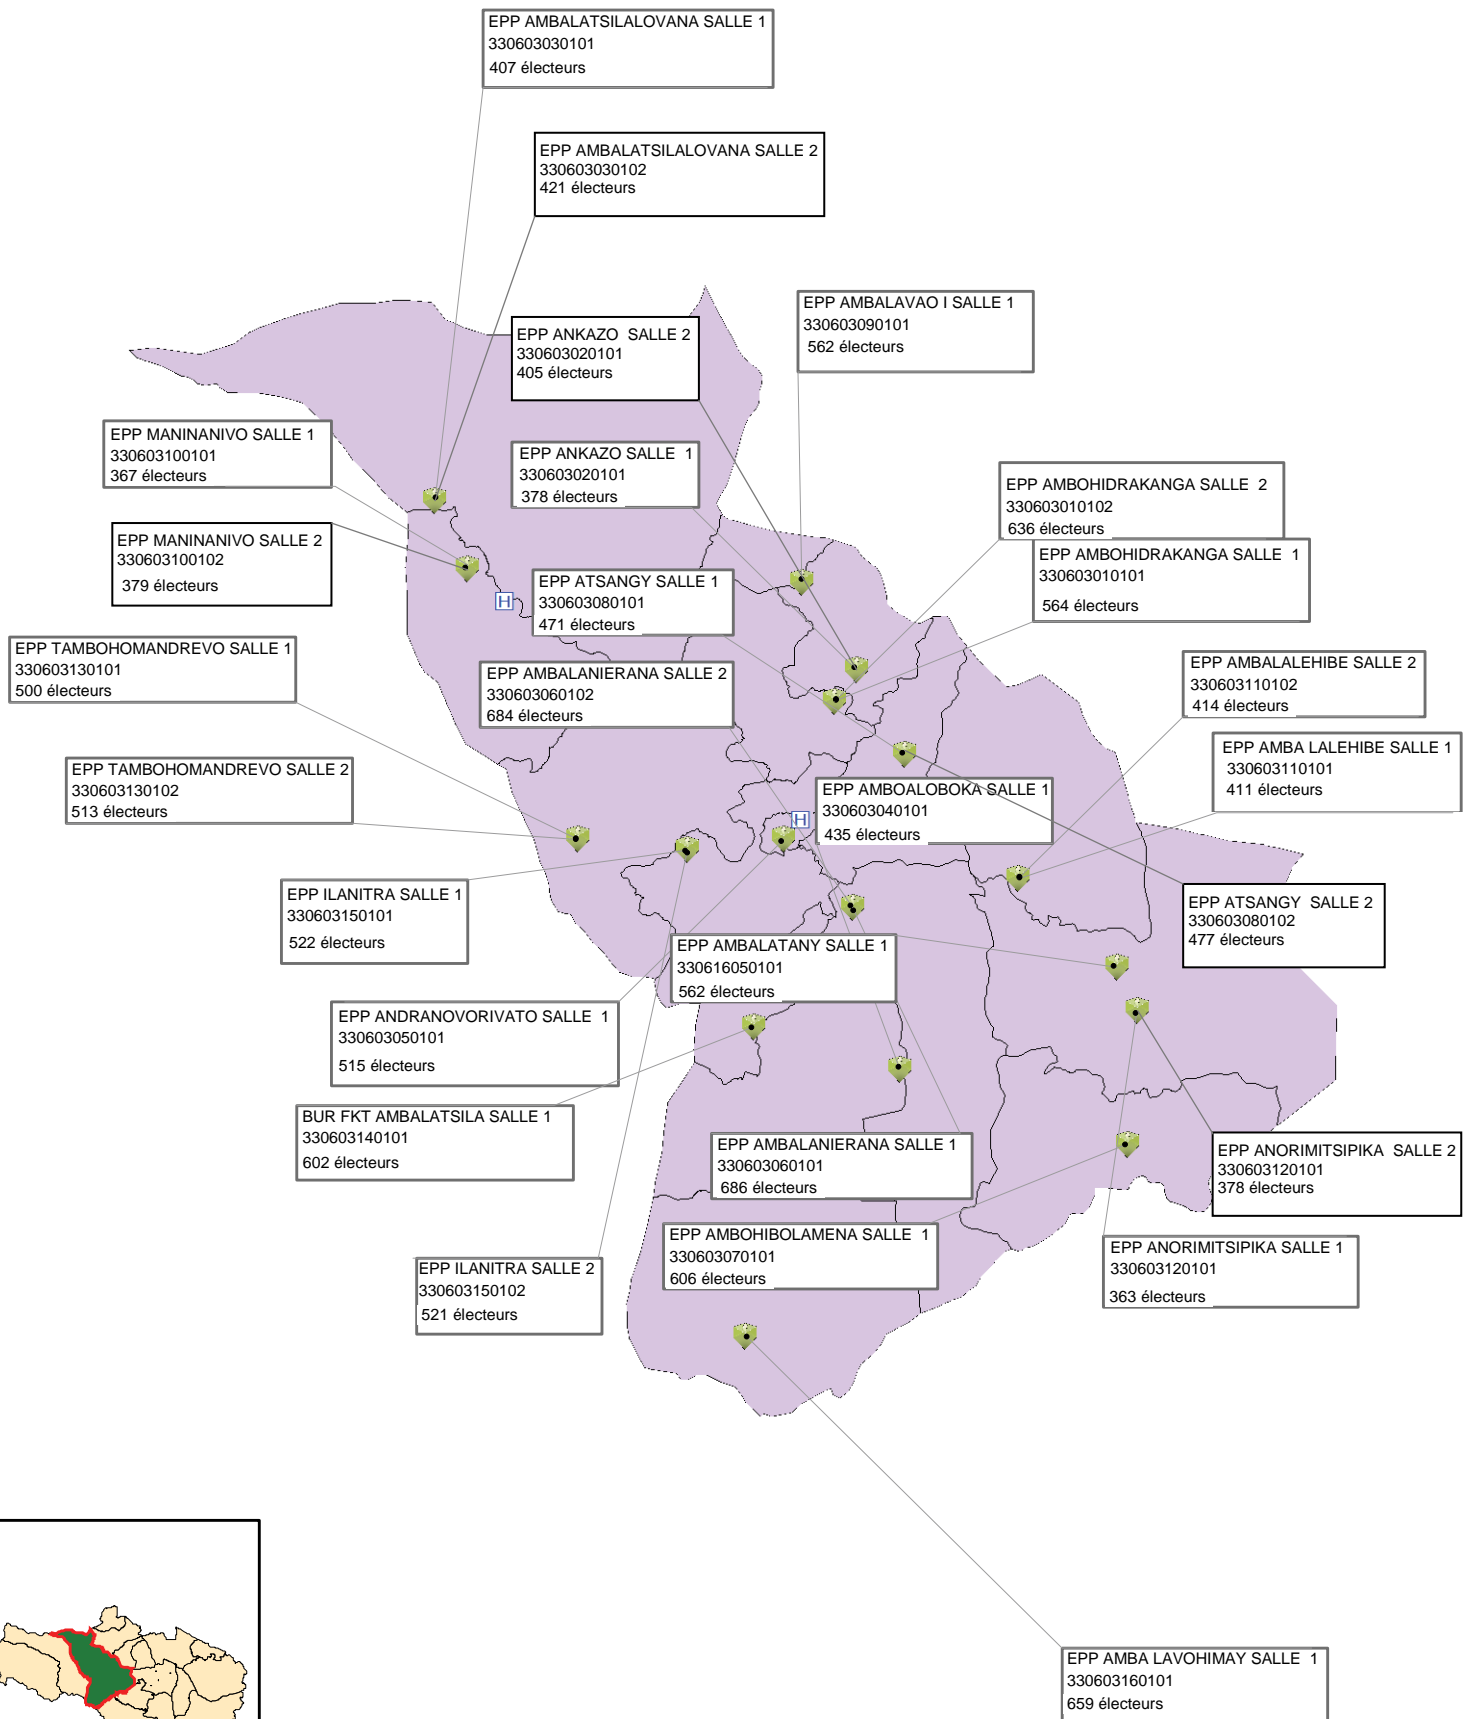 EPP AMBALATSILALOVANA SALLE 1
330603030101
407 électeurs
EPP AMBALATSILALOVANA SALLE 2
330603030102
421 électeurs
EPP AMBALAVAO I SALLE 1
330603090101
562 électeurs
EPP ANKAZO  SALLE 2
330603020101
405 électeurs
EPP MANINANIVO SALLE 1
330603100101
367 électeurs
EPP ANKAZO SALLE  1
330603020101
378 électeurs
EPP AMBOHIDRAKANGA SALLE  2
330603010102
636 électeurs
EPP MANINANIVO SALLE 2
330603100102
379 électeurs
EPP AMBOHIDRAKANGA SALLE  1
330603010101
564 électeurs
EPP ATSANGY SALLE 1
330603080101
471 électeurs
H
EPP TAMBOHOMANDREVO SALLE 1
330603130101
500 électeurs
EPP AMBALANIERANA SALLE 2
330603060102
684 électeurs
EPP AMBALALEHIBE SALLE 2
330603110102
414 électeurs
EPP AMBA LALEHIBE SALLE 1
330603110101
411 électeurs
EPP TAMBOHOMANDREVO SALLE 2
330603130102
513 électeurs
EPP AMBOALOBOKA SALLE 1
330603040101
435 électeurs
H
EPP ILANITRA SALLE 1
330603150101
522 électeurs
EPP ATSANGY  SALLE 2
330603080102
477 électeurs
EPP AMBALATANY SALLE 1
330616050101
562 électeurs
EPP ANDRANOVORIVATO SALLE  1
330603050101
515 électeurs
BUR FKT AMBALATSILA SALLE 1
330603140101
602 électeurs
EPP AMBALANIERANA SALLE 1
330603060101
686 électeurs
EPP ANORIMITSIPIKA  SALLE 2
330603120101
378 électeurs
EPP AMBOHIBOLAMENA SALLE  1
330603070101
606 électeurs
EPP ANORIMITSIPIKA SALLE 1
330603120101
363 électeurs
EPP ILANITRA SALLE 2
330603150102
521 électeurs
EPP AMBA LAVOHIMAY SALLE  1
330603160101
659 électeurs